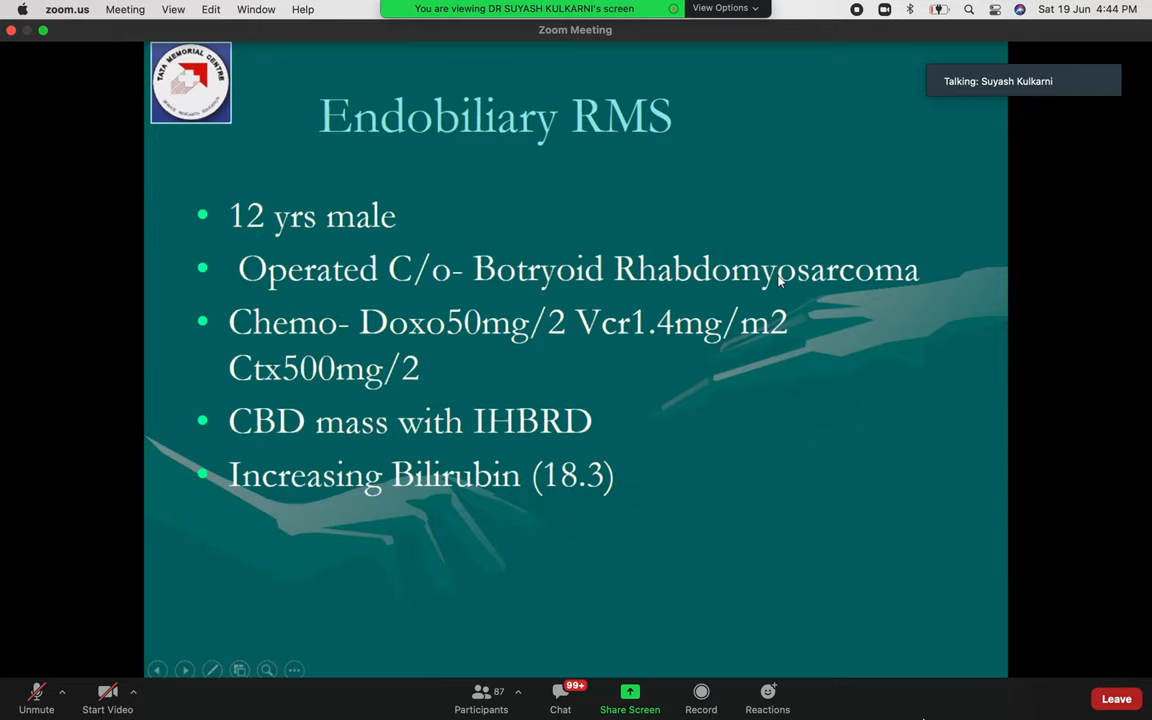 zoom.us Meeting View Edit Window Help
You are viewing DR SUYASH KULKARNI's screen
View Options
Sat 19 Jun 4:44 PM
Zoom Meeting
TATA MEMORIAL CENTRE
Talking: Suyash Kulkarni
Endobiliary RMS
12 yrs male
Operated C/o- Botryoid Rhabdomyosarcoma
Chemo- Doxo50mg/2 Vcr1.4mg/m2
Ctx500mg/2
CBD mass with IHBRD
Increasing Bilirubin (18.3)
87
99+
Unmute Start Video Participants Chat Share Screen Record Reactions Leave